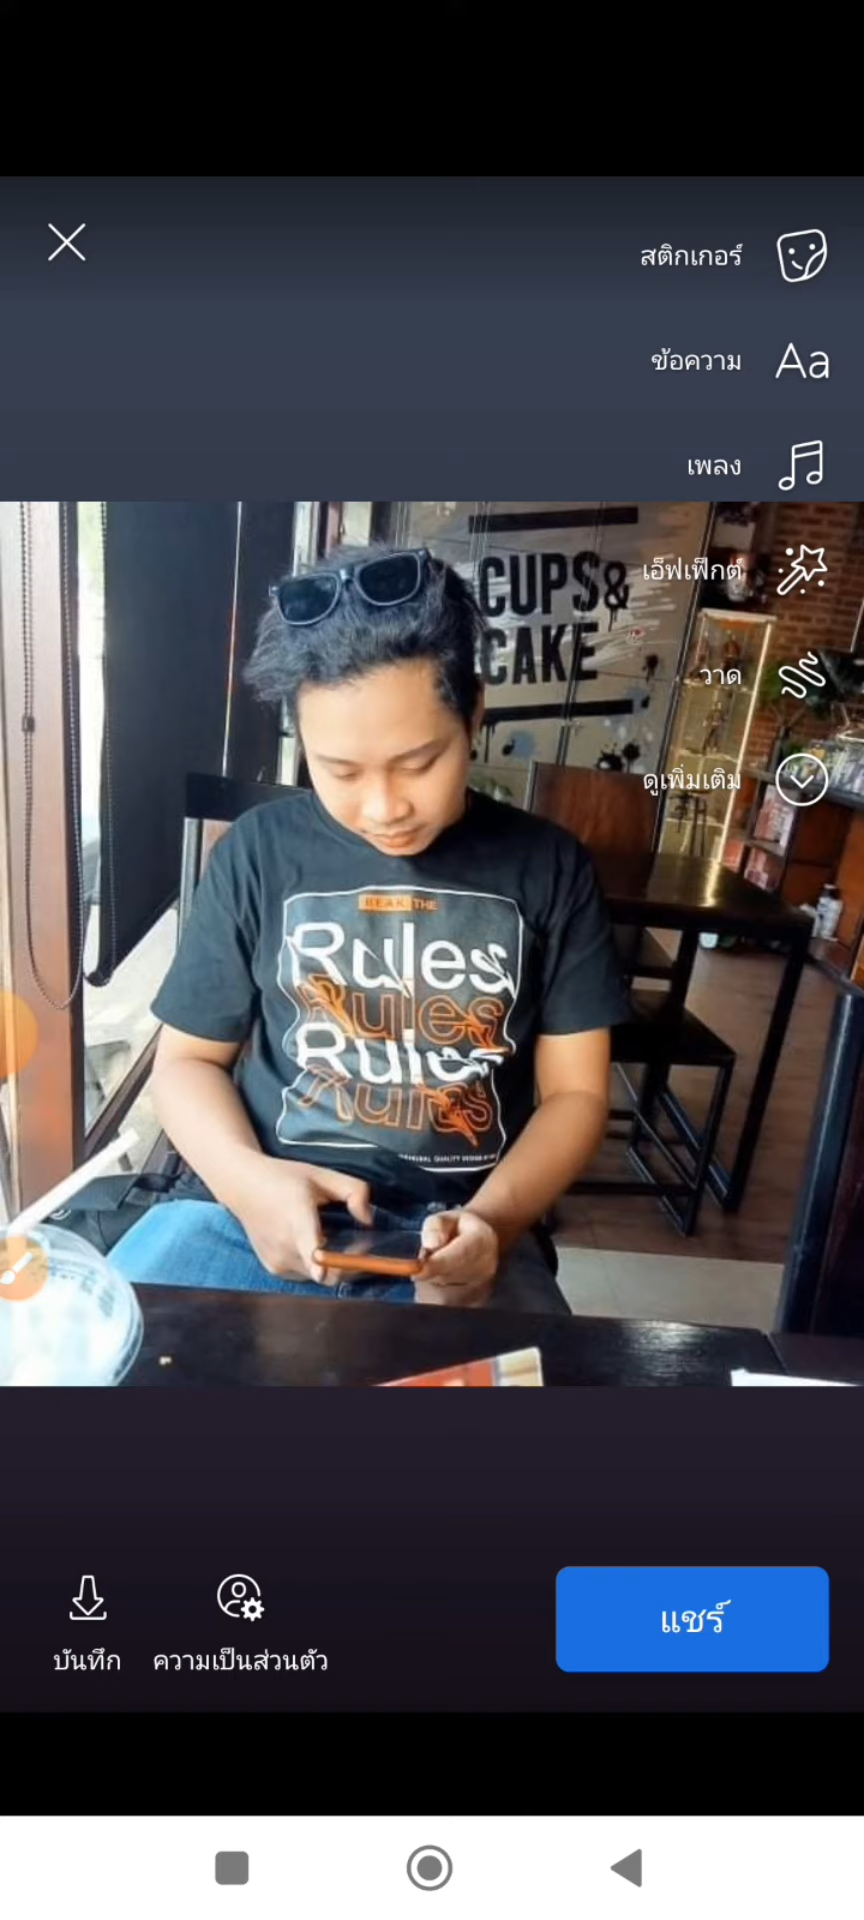 สติกเกอร์
ข้อความ
Aa
เพลง
เอ็ฟเฟ็กต์
วาด
ดูเพิ่มเติม
CUPS&
CAKE
BEAK THE
Rules
Rules
Rules
Rules
QUALITY
บันทึก
ความเป็นส่วนตัว
แชร์